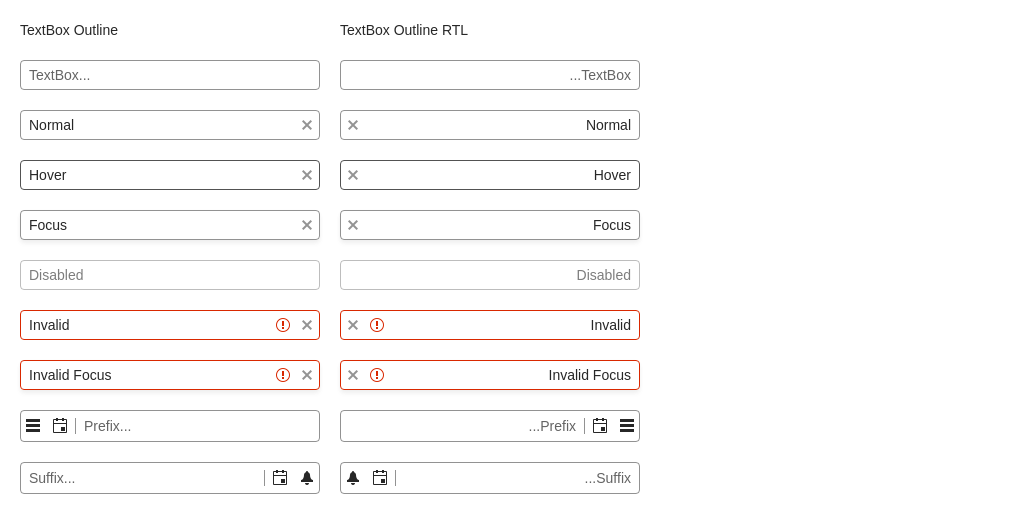 TextBox Outline
TextBox Outline RTL
TextBox...
...TextBox
Normal
Normal
Hover
Hover
Focus
Focus
Disabled
Disabled
Invalid
Invalid
Invalid Focus
Invalid Focus
Prefix...
...Prefix
Suffix...
...Suffix